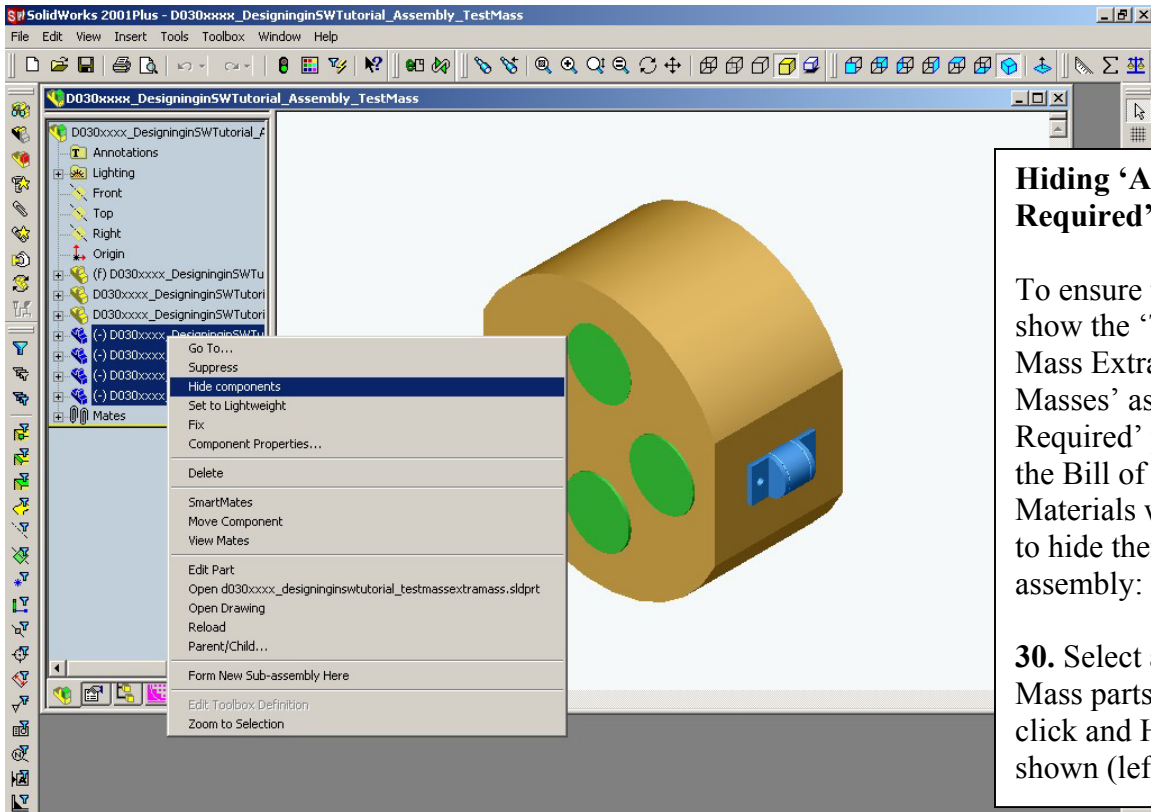 SolidWorks 2001Plus - D030xxxx_DesigninginSWTutorial_Assembly_TestMass
File Edit View Insert Tools Toolbox Window Help
D030xxxx_DesigninginSWTutorial_Assembly_TestMass
D030xxxx_DesigninginSWTutorial_A
Annotations
Lighting
Front
Top
Right
Origin
(f) D030xxxx_DesigninginSWTu
D030xxxx_DesigninginSWTutori
D030xxxx_DesigninginSWTutori
(-) D030xxxx_DesigninginSWTu
(-) D030xxxx
(-) D030xxxx
(-) D030xxxx
Mates
Go To...
Suppress
Hide components
Set to Lightweight
Fix
Component Properties...
Delete
SmartMates
Move Component
View Mates
Edit Part
Open d030xxxx_designinginswtutorial_testmassextramass.sldprt
Open Drawing
Reload
Parent/Child...
Form New Sub-assembly Here
Edit Toolbox Definition
Zoom to Selection
Hiding ‘A
Required’
To ensure
show the ‘
Mass Extra
Masses’ as
Required’
the Bill of
Materials
to hide the
assembly:
30. Select
Mass parts
click and H
shown (lef